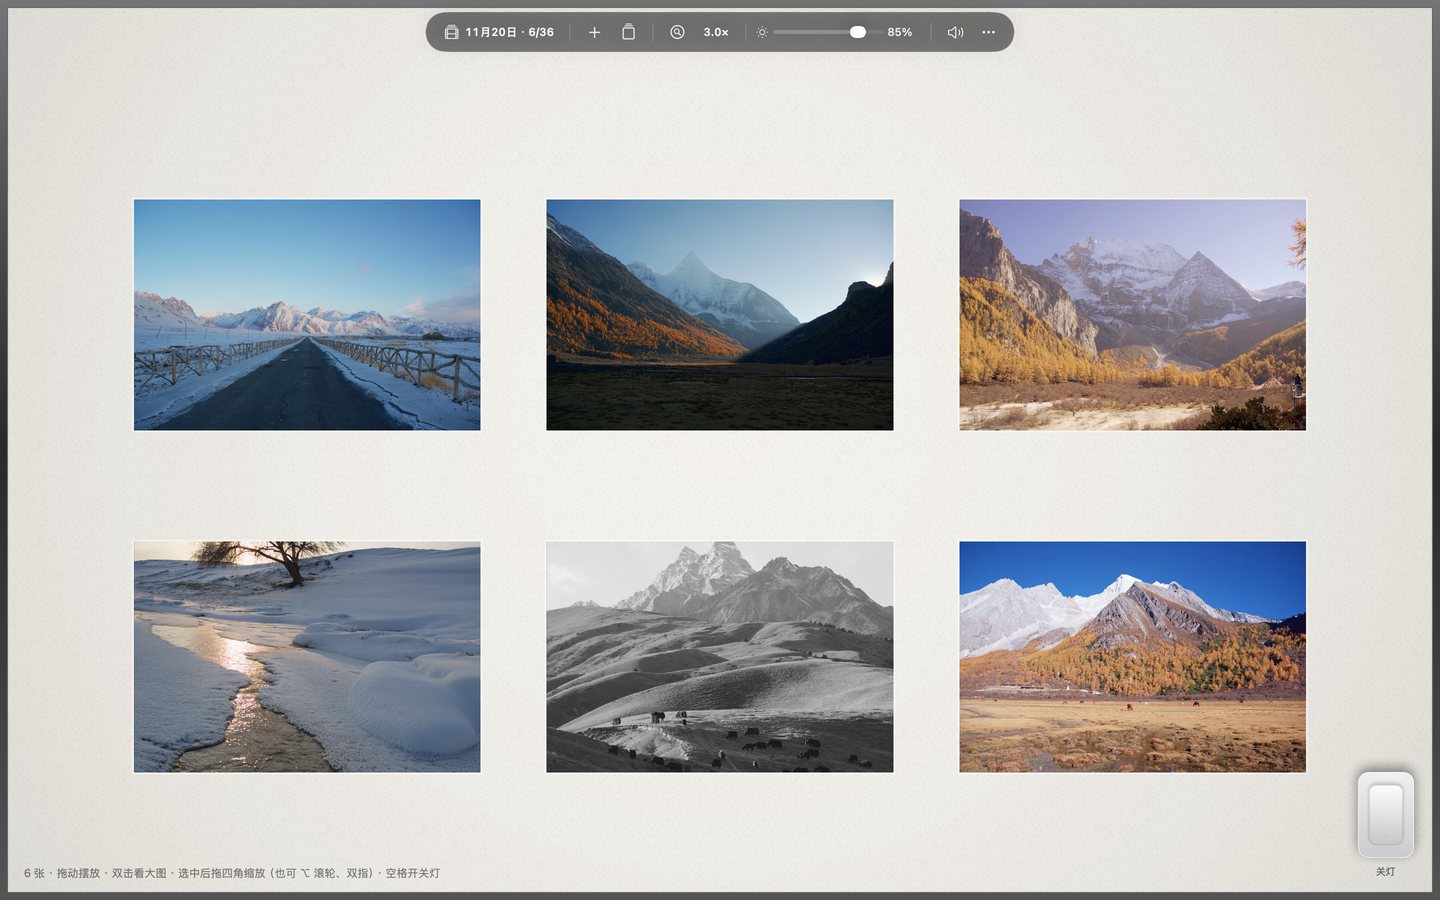 11月20日 · 6/36
3.0×
85%
6 张 · 拖动摆放 · 双击看大图 · 选中后拖四角缩放（也可 ⌥ 滚轮、双指）· 空格开关灯
关灯